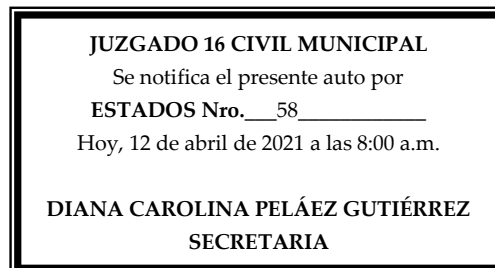 JUZGADO 16 CIVIL MUNICIPAL
Se notifica el presente auto por
ESTADOS Nro.___58____________
Hoy, 12 de abril de 2021 a las 8:00 a.m.
DIANA CAROLINA PELÁEZ GUTIÉRREZ
SECRETARIA